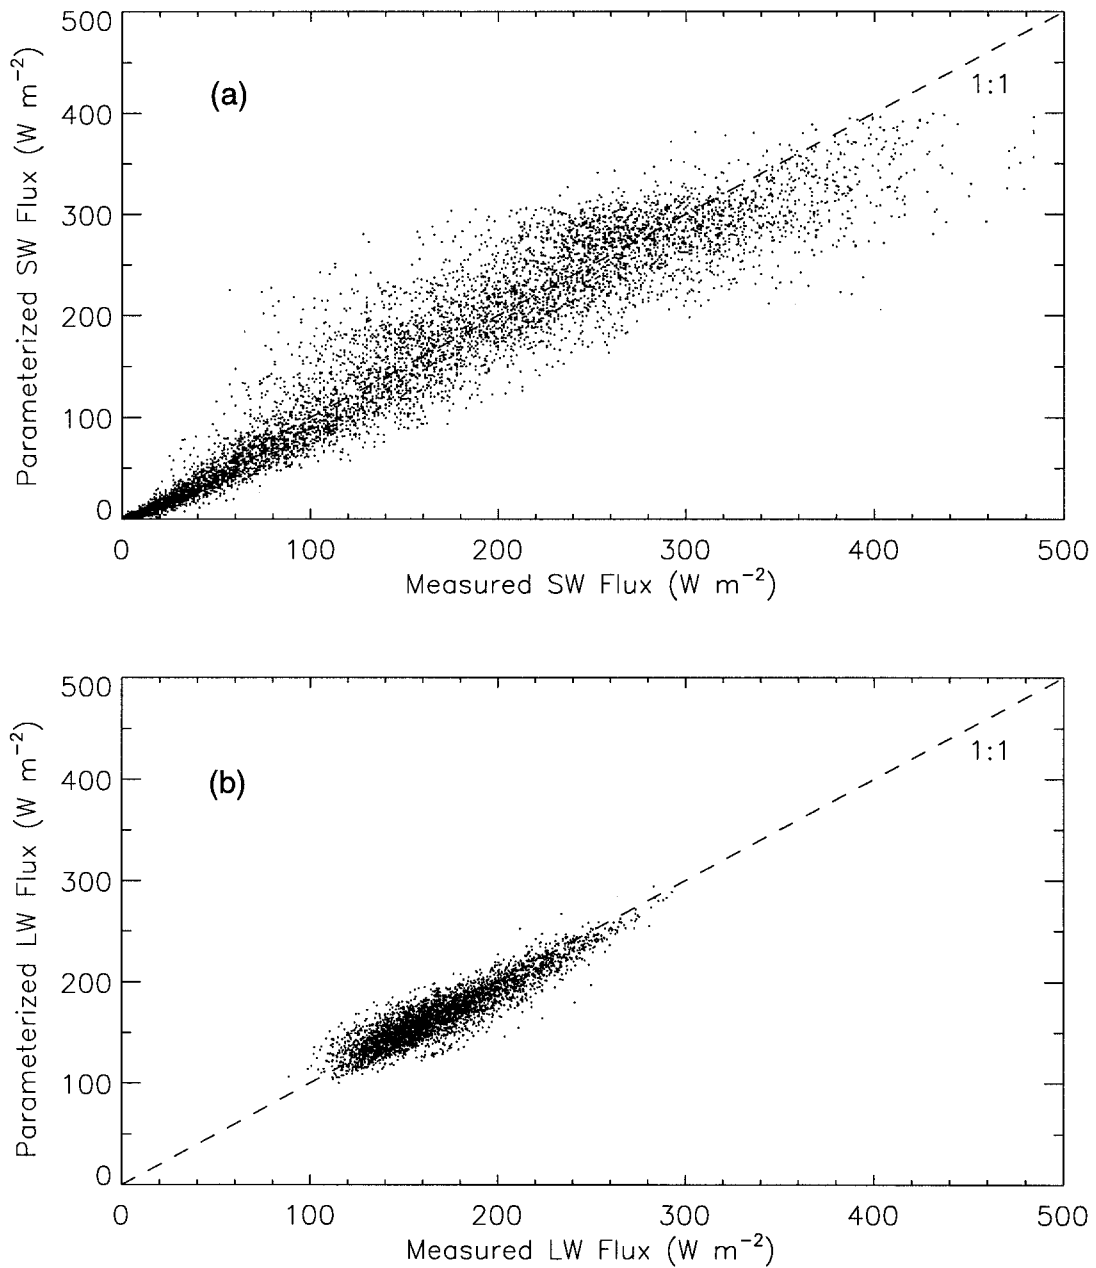 500
400
300
200
100
0
Parameterized SW Flux (W m−2)
(a)
1:1
0 100 200 300 400 500
Measured SW Flux (W m−2)
500
400
300
200
100
0
Parameterized LW Flux (W m−2)
(b)
1:1
0 100 200 300 400 500
Measured LW Flux (W m−2)